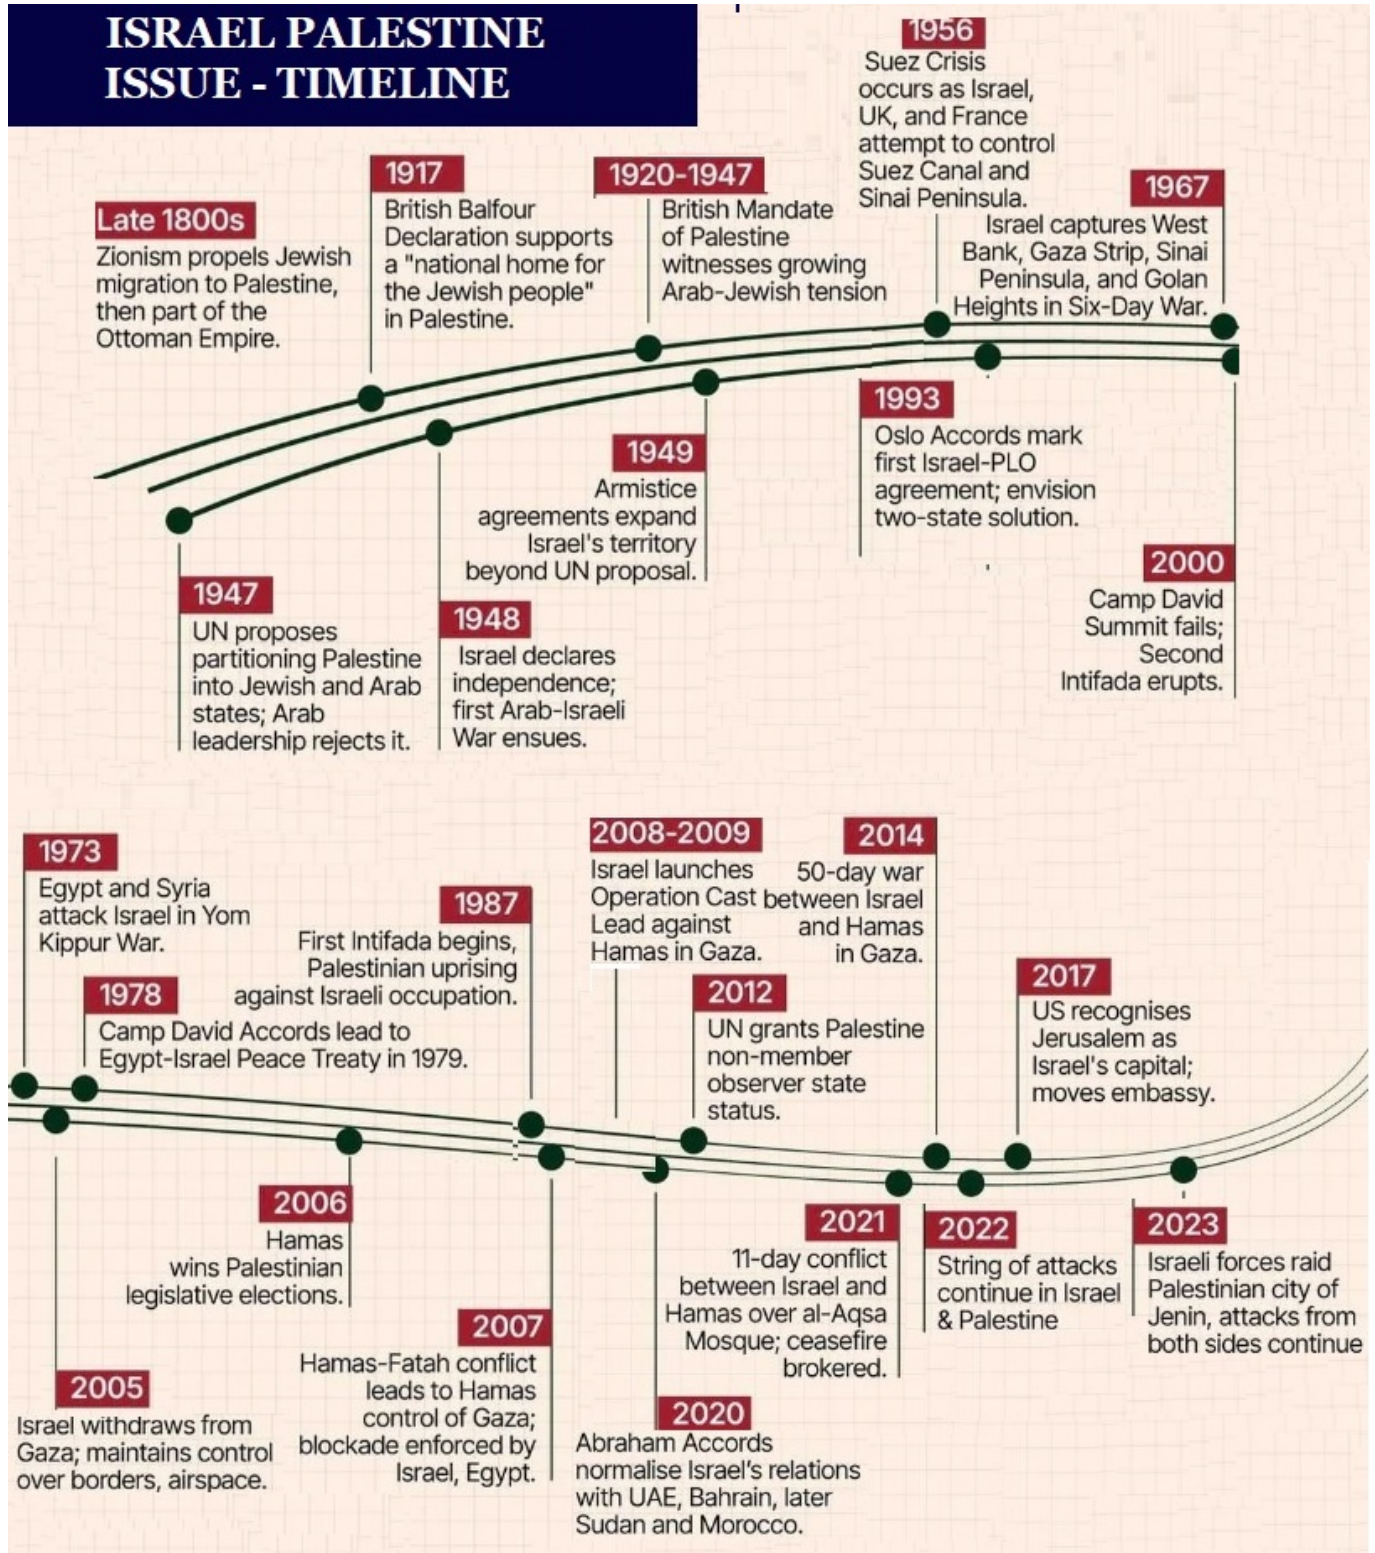 ISRAEL PALESTINE
ISSUE - TIMELINE
Late 1800s
Zionism propels Jewish
migration to Palestine,
then part of the
Ottoman Empire.
1917
British Balfour
Declaration supports
a "national home for
the Jewish people"
in Palestine.
1920-1947
British Mandate
of Palestine
witnesses growing
Arab-Jewish tension
1956
Suez Crisis
occurs as Israel,
UK, and France
attempt to control
Suez Canal and
Sinai Peninsula.
1967
Israel captures West
Bank, Gaza Strip, Sinai
Peninsula, and Golan
Heights in Six-Day War.
1947
UN proposes
partitioning Palestine
into Jewish and Arab
states; Arab
leadership rejects it.
1948
Israel declares
independence;
first Arab-Israeli
War ensues.
1949
Armistice
agreements expand
Israel's territory
beyond UN proposal.
1993
Oslo Accords mark
first Israel-PLO
agreement; envision
two-state solution.
2000
Camp David
Summit fails;
Second
Intifada erupts.
1973
Egypt and Syria
attack Israel in Yom
Kippur War.
1978
Camp David Accords lead to
Egypt-Israel Peace Treaty in 1979.
1987
First Intifada begins,
Palestinian uprising
against Israeli occupation.
2008-2009
Israel launches
Operation Cast
Lead against
Hamas in Gaza.
2012
UN grants Palestine
non-member
observer state
status.
2014
50-day war
between Israel
and Hamas
in Gaza.
2017
US recognises
Jerusalem as
Israel's capital;
moves embassy.
2005
Israel withdraws from
Gaza; maintains control
over borders, airspace.
2006
Hamas
wins Palestinian
legislative elections.
2007
Hamas-Fatah conflict
leads to Hamas
control of Gaza;
blockade enforced by
Israel, Egypt.
2020
Abraham Accords
normalise Israel's relations
with UAE, Bahrain, later
Sudan and Morocco.
2021
11-day conflict
between Israel and
Hamas over al-Aqsa
Mosque; ceasefire
brokered.
2022
String of attacks
continue in Israel
& Palestine
2023
Israeli forces raid
Palestinian city of
Jenin, attacks from
both sides continue